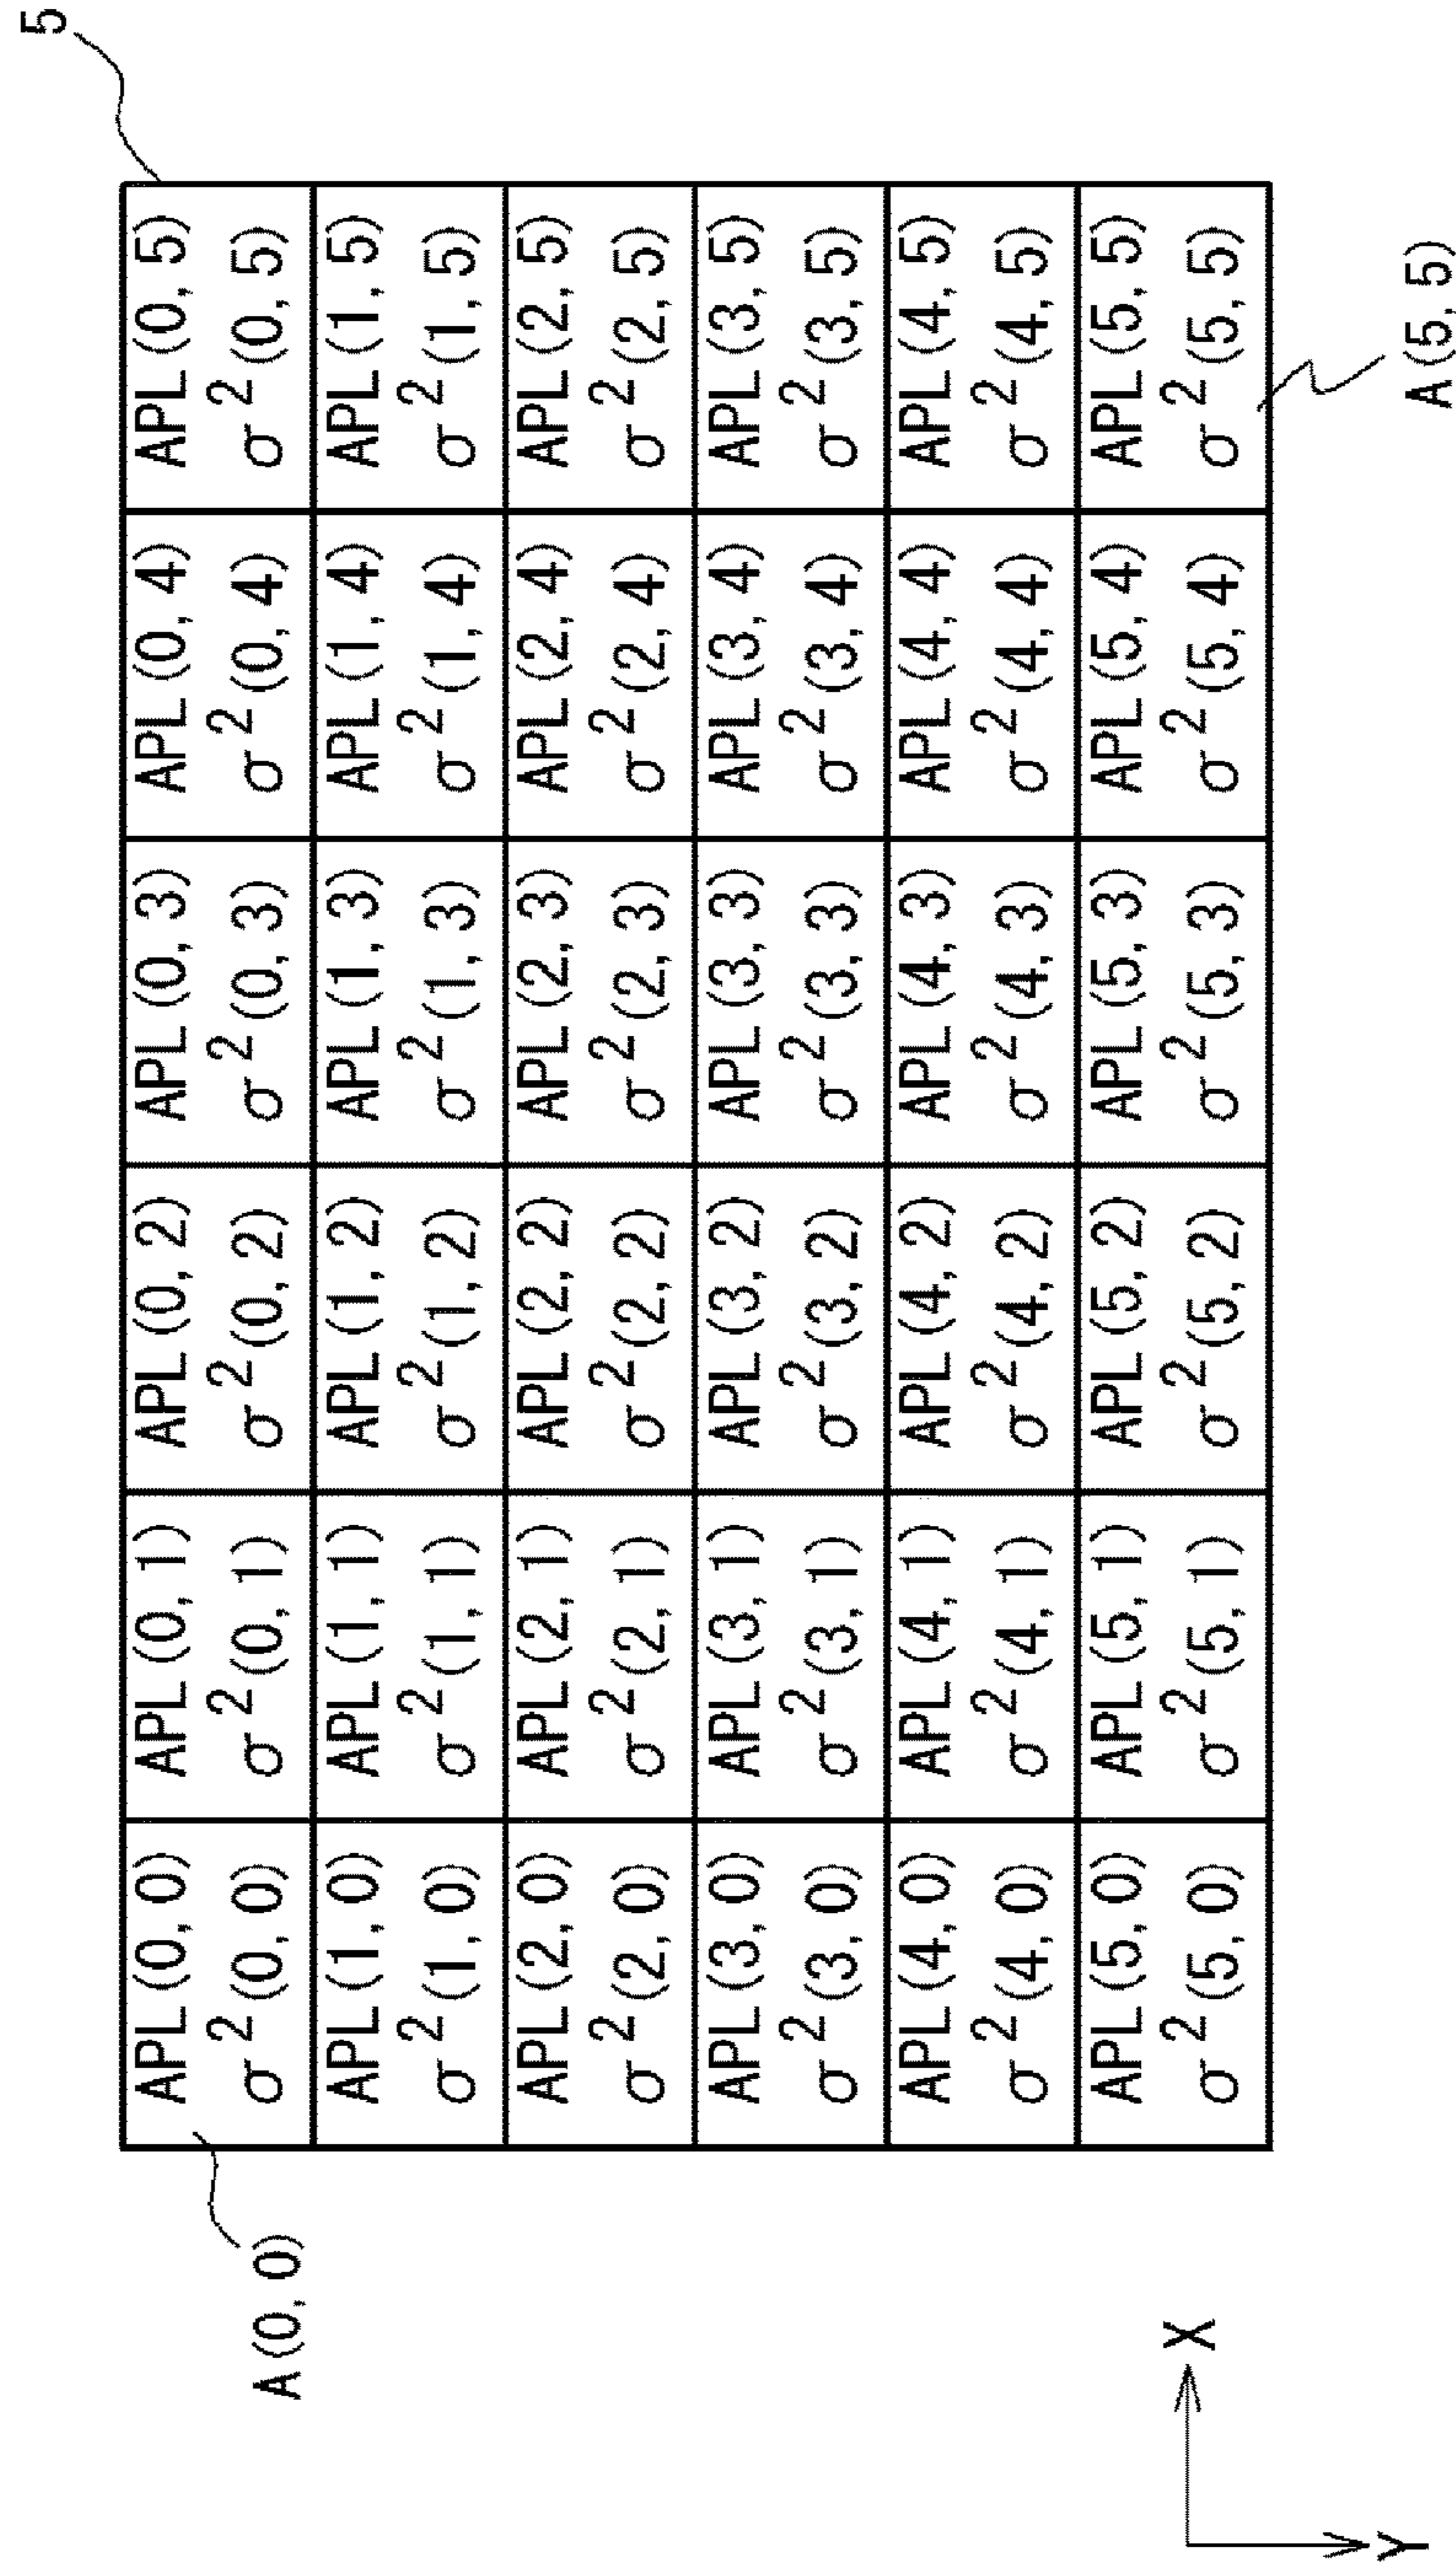 5
APL(0,0) APL(0,1) APL(0,2) APL(0,3) APL(0,4) APL(0,5)
σ²(0,0) σ²(0,1) σ²(0,2) σ²(0,3) σ²(0,4) σ²(0,5)
A(0,0)
APL(1,0) APL(1,1) APL(1,2) APL(1,3) APL(1,4) APL(1,5)
σ²(1,0) σ²(1,1) σ²(1,2) σ²(1,3) σ²(1,4) σ²(1,5)
APL(2,0) APL(2,1) APL(2,2) APL(2,3) APL(2,4) APL(2,5)
σ²(2,0) σ²(2,1) σ²(2,2) σ²(2,3) σ²(2,4) σ²(2,5)
APL(3,0) APL(3,1) APL(3,2) APL(3,3) APL(3,4) APL(3,5)
σ²(3,0) σ²(3,1) σ²(3,2) σ²(3,3) σ²(3,4) σ²(3,5)
APL(4,0) APL(4,1) APL(4,2) APL(4,3) APL(4,4) APL(4,5)
σ²(4,0) σ²(4,1) σ²(4,2) σ²(4,3) σ²(4,4) σ²(4,5)
APL(5,0) APL(5,1) APL(5,2) APL(5,3) APL(5,4) APL(5,5)
σ²(5,0) σ²(5,1) σ²(5,2) σ²(5,3) σ²(5,4) σ²(5,5)
X
Y
A(5,5)